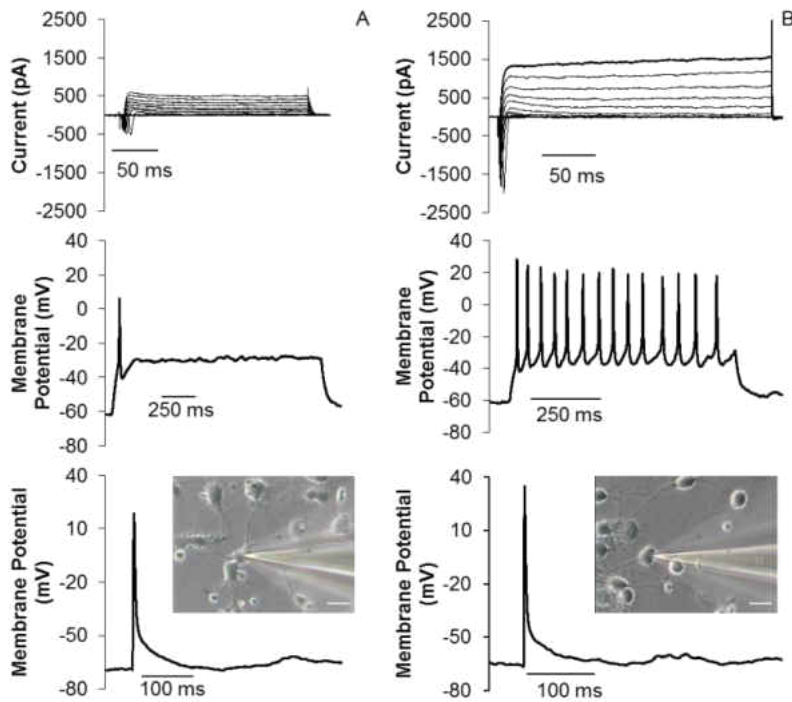 A
Current (pA)
2500
1500
500
-500
-1500
-2500
50 ms
B
Current (pA)
2500
1500
500
-500
-1500
-2500
50 ms
Membrane
Potential (mV)
40
20
0
-20
-40
-60
-80
250 ms
Membrane
Potential (mV)
40
20
0
-20
-40
-60
-80
250 ms
Membrane Potential
(mV)
40
10
-20
-50
-80
100 ms
Membrane Potential
(mV)
40
10
-20
-50
-80
100 ms